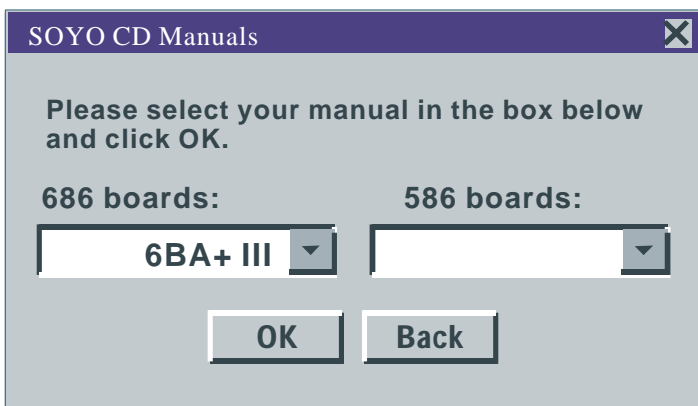 SOYO CD Manuals
Please select your manual in the box below
and click OK.
686 boards: 586 boards:
6BA+ III
OK Back